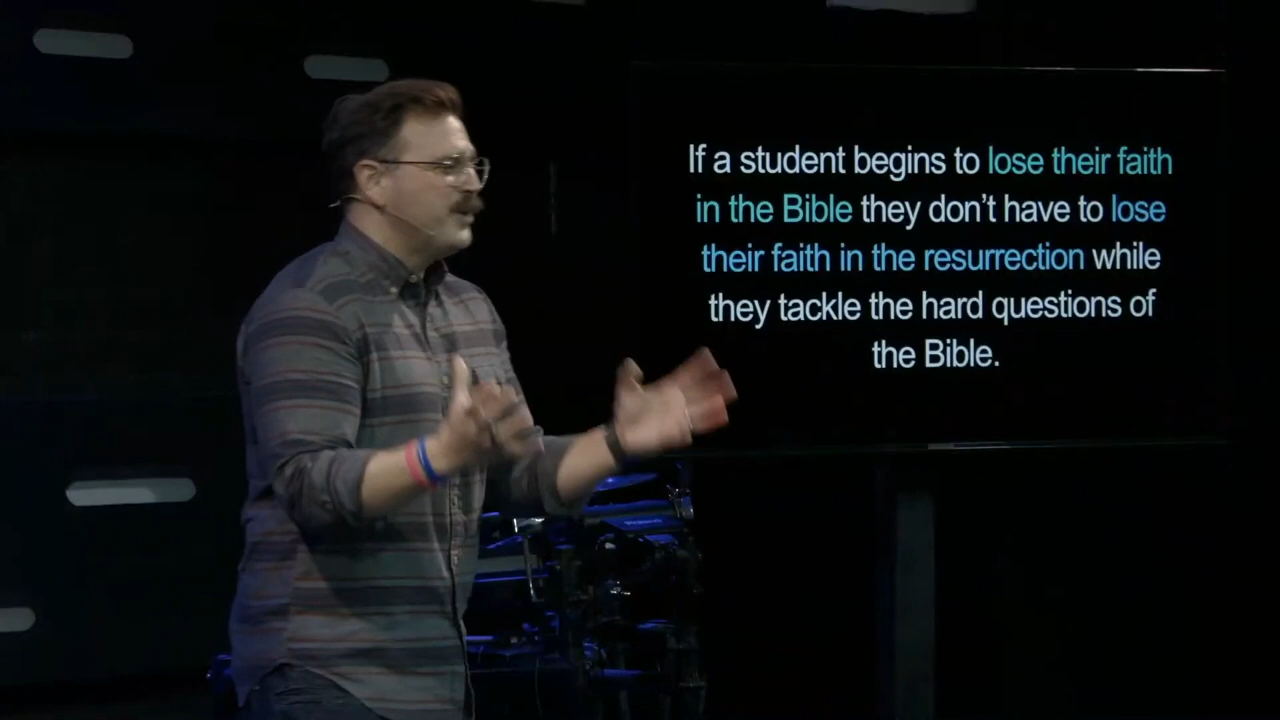 If a student begins to lose their faith
in the Bible they don't have to lose
their faith in the resurrection while
they tackle the hard questions of
the Bible.